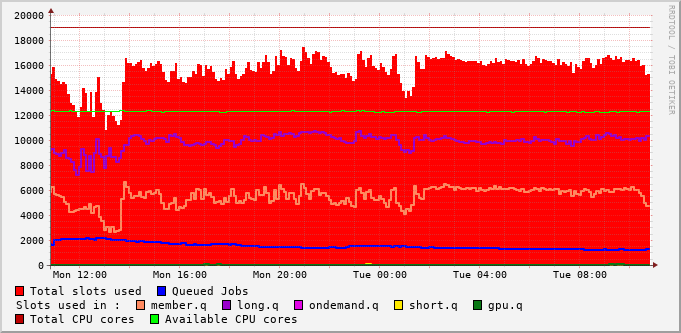 20000
18000
16000
14000
12000
10000
8000
6000
4000
2000
0
Mon 12:00 Mon 16:00 Mon 20:00 Tue 00:00 Tue 04:00 Tue 08:00
Total slots used Queued Jobs
Slots used in : member.q long.q ondemand.q short.q gpu.q
Total CPU cores Available CPU cores
RRDTOOL / TOBI OETIKER